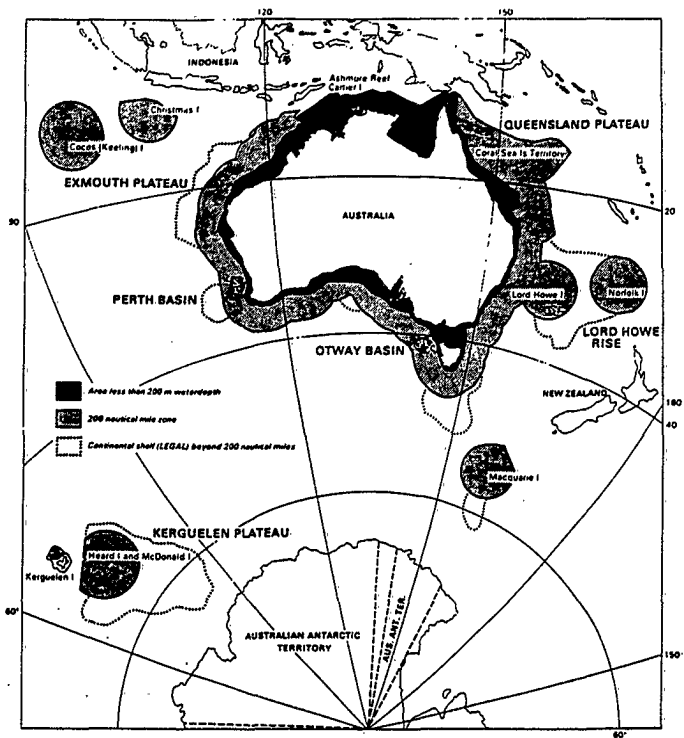 120
150
INDONESIA
Ashmore Reef
Cartier I
Christmas I
QUEENSLAND PLATEAU
Cocos (Keeling) I
Coral Sea Is Territory
EXMOUTH PLATEAU
90
20
AUSTRALIA
PERTH BASIN
Lord Howe I
Norfolk I
LORD HOWE
RISE
OTWAY BASIN
Area less than 200 m waterdepth
NEW ZEALAND
180
200 nautical mile zone
40
Continental shelf (LEGAL) beyond 200 nautical miles
Macquarie I
KERGUELEN PLATEAU
Heard I and McDonald I
Kerguelen I
60°
AUS. ANT. TER.
AUSTRALIAN ANTARCTIC
TERRITORY
150°
60°